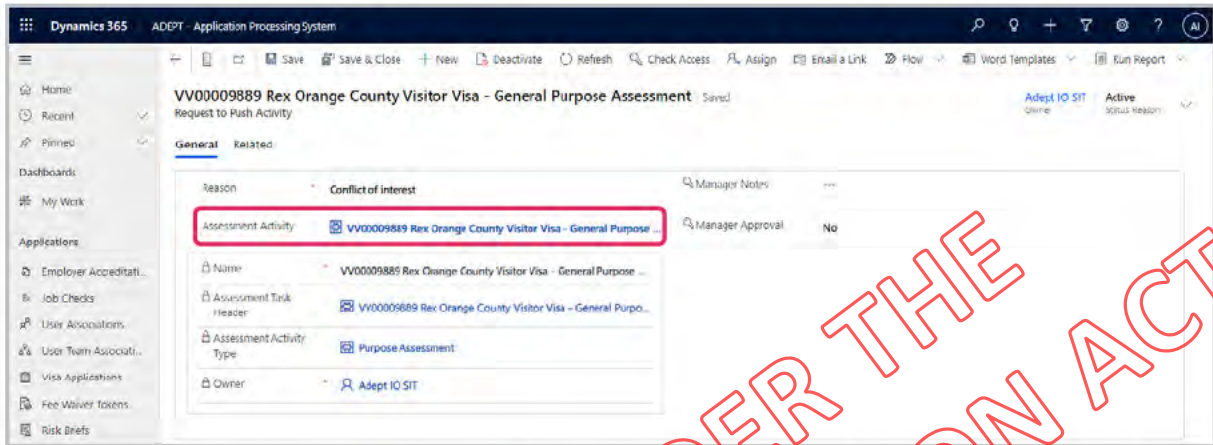 Dynamics 365 ADEPT - Application Processing System ? AI
Save Save & Close New Deactivate Refresh Check Access Assign Email a Link Flow Word Templates Run Report
Home
Recent
Pinned
Dashboards
My Work
Applications
Employer Accreditati...
Job Checks
User Associations
User Team Associati...
Visa Applications
Fee Waiver Tokens
Risk Briefs
VV00009889 Rex Orange County Visitor Visa - General Purpose Assessment Saved
Request to Push Activity
Adept IO SIT
Owner
Active
Status Reason
General Related
Reason * Conflict of interest
Assessment Activity VV00009889 Rex Orange County Visitor Visa - General Purpose ...
Name * VV00009889 Rex Orange County Visitor Visa - General Purpose ...
Assessment Task Header VV00009889 Rex Orange County Visitor Visa - General Purpo...
Assessment Activity Type Purpose Assessment
Owner * Adept IO SIT
Manager Notes ---
Manager Approval No
ER THE
ON ACT